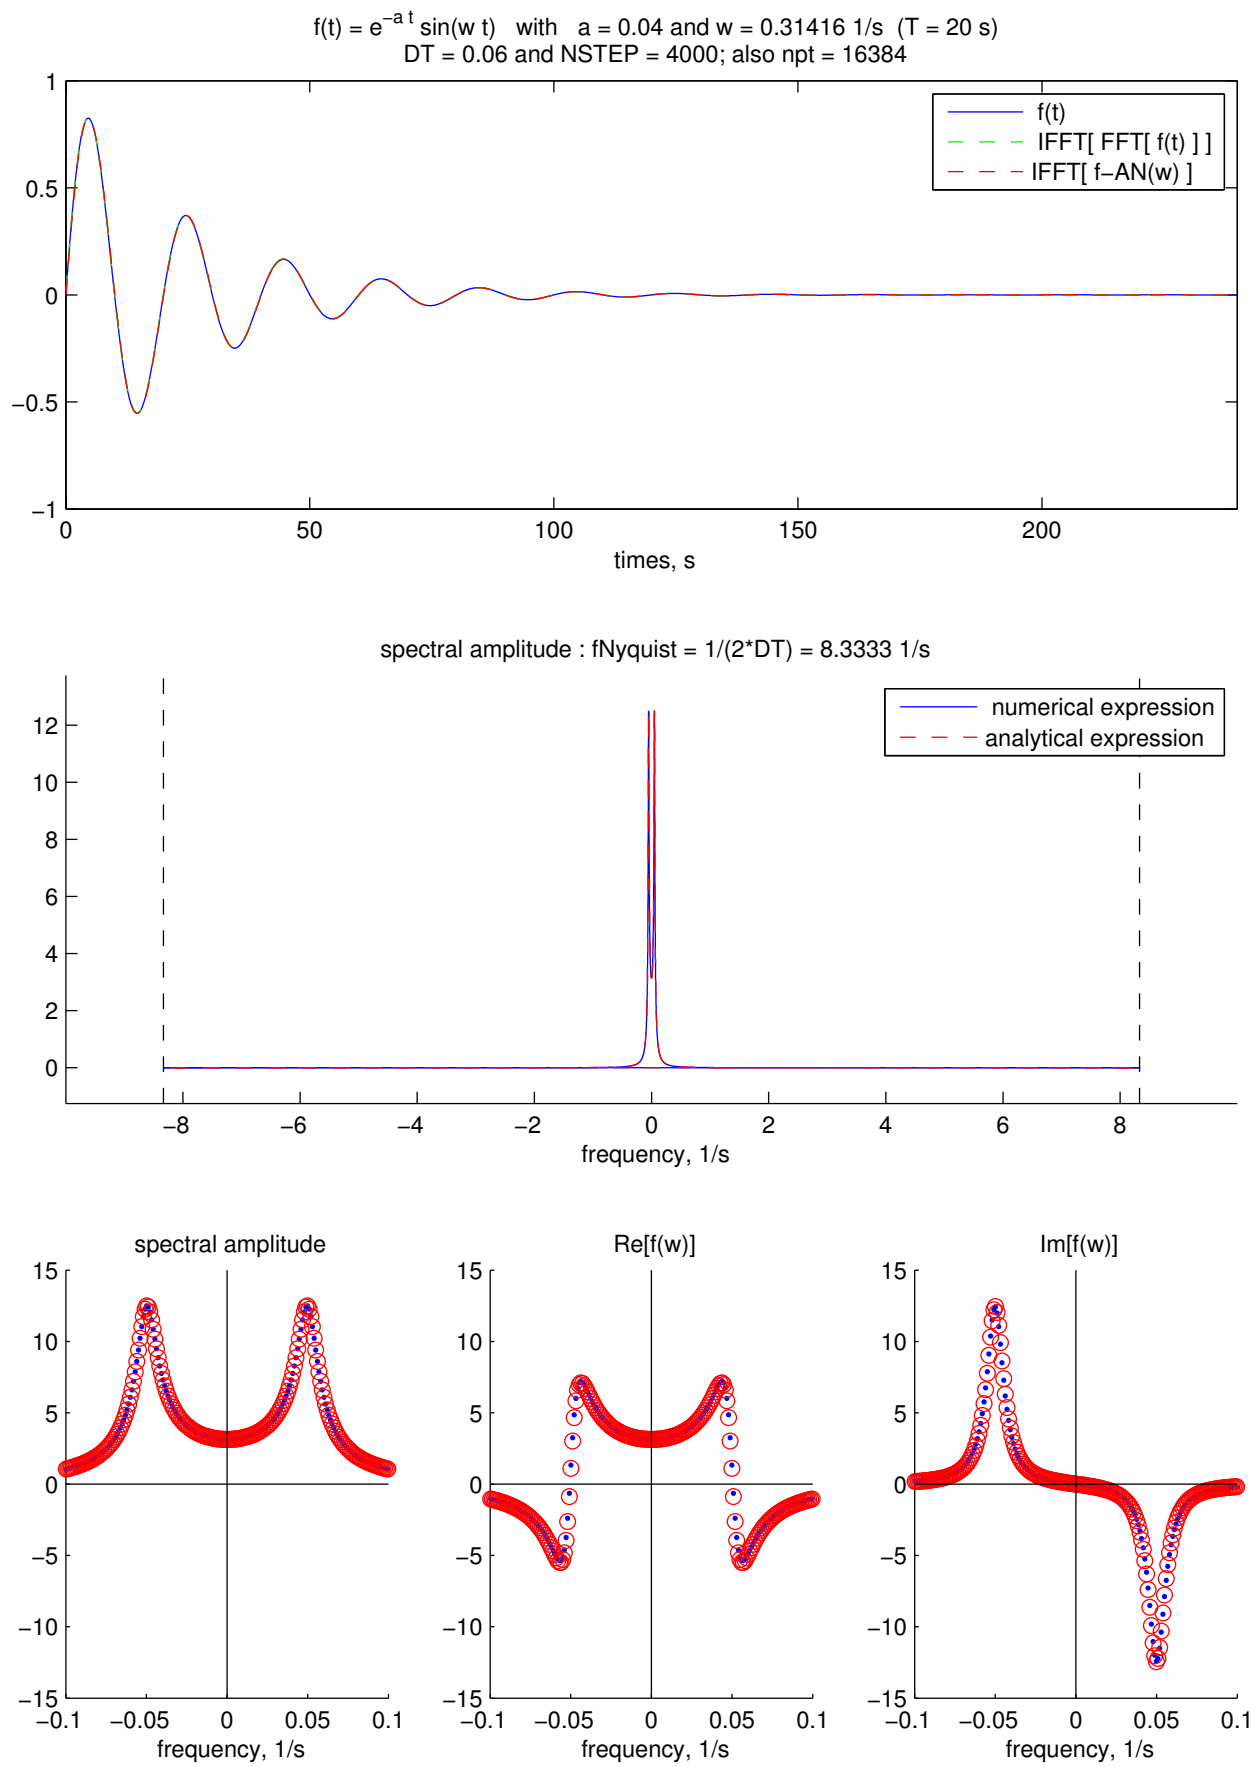 f(t) = e^−a t sin(w t)   with   a = 0.04 and w = 0.31416 1/s  (T = 20 s)
DT = 0.06 and NSTEP = 4000; also npt = 16384
1
0.5
0
−0.5
−1
f(t)
IFFT[ FFT[ f(t) ] ]
IFFT[ f−AN(w) ]
0 50 100 150 200
times, s
spectral amplitude : fNyquist = 1/(2*DT) = 8.3333 1/s
12
10
8
6
4
2
0
numerical expression
analytical expression
−8 −6 −4 −2 0 2 4 6 8
frequency, 1/s
spectral amplitude
15
10
5
0
−5
−10
−15
−0.1 −0.05 0 0.05 0.1
frequency, 1/s
Re[f(w)]
15
10
5
0
−5
−10
−15
−0.1 −0.05 0 0.05 0.1
frequency, 1/s
Im[f(w)]
15
10
5
0
−5
−10
−15
−0.1 −0.05 0 0.05 0.1
frequency, 1/s